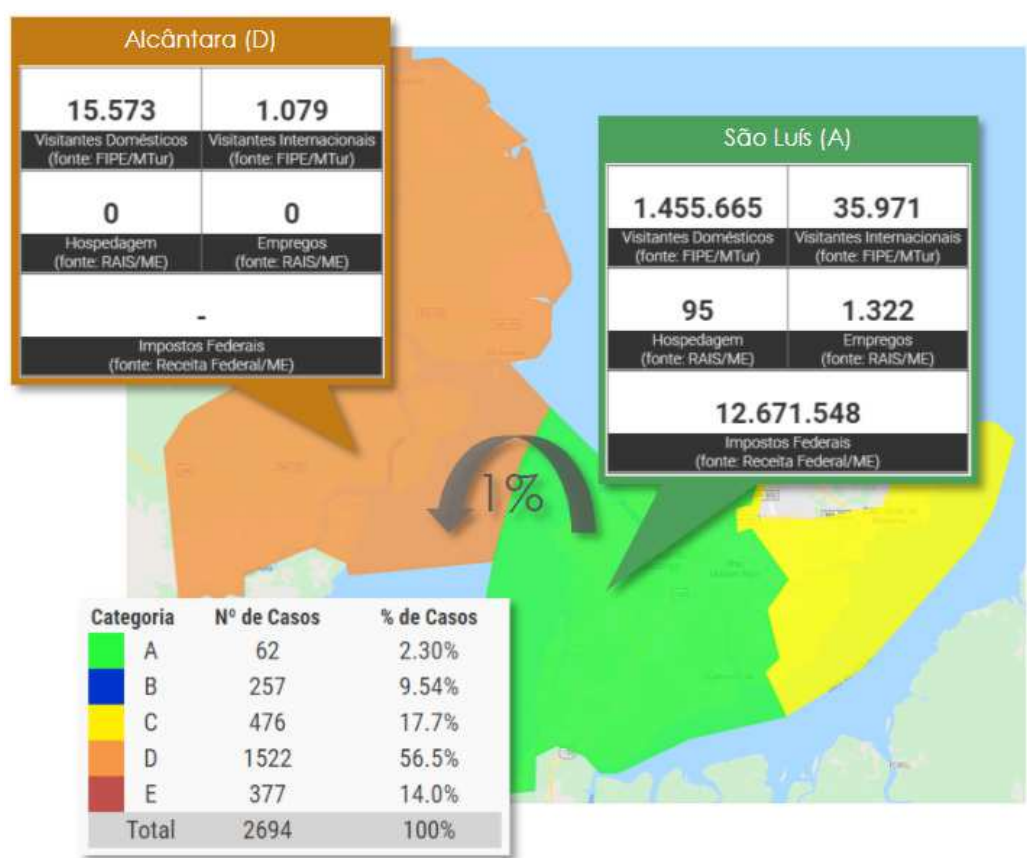 Alcântara (D)
15.573
1.079
Visitantes Domésticos
(fonte: FIPE/MTur)
Visitantes Internacionais
(fonte: FIPE/MTur)
0
0
Hospedagem
(fonte: RAIS/ME)
Empregos
(fonte: RAIS/ME)
-
Impostos Federais
(fonte: Receita Federal/ME)
São Luís (A)
1.455.665
35.971
Visitantes Domésticos
(fonte: FIPE/MTur)
Visitantes Internacionais
(fonte: FIPE/MTur)
95
1.322
Hospedagem
(fonte: RAIS/ME)
Empregos
(fonte: RAIS/ME)
12.671.548
Impostos Federais
(fonte: Receita Federal/ME)
1%
Categoria Nº de Casos % de Casos
A 62 2.30%
B 257 9.54%
C 476 17.7%
D 1522 56.5%
E 377 14.0%
Total 2694 100%